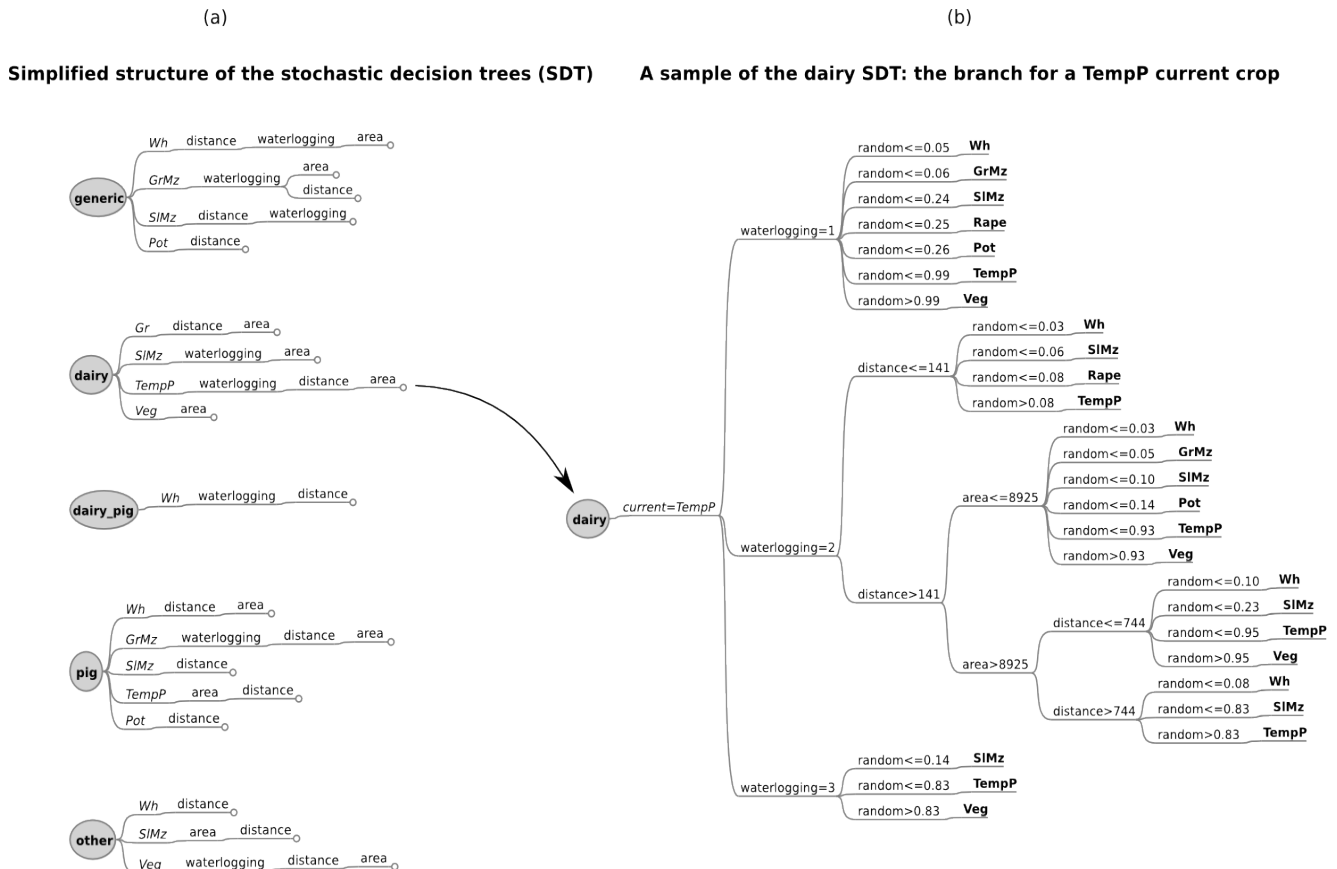 (a)
Simplified structure of the stochastic decision trees (SDT)
generic
Wh distance waterlogging area
GrMz waterlogging area
distance
SlMz distance waterlogging
Pot distance
dairy
Gr distance area
SlMz waterlogging area
TempP waterlogging distance area
Veg area
dairy_pig
Wh waterlogging distance
pig
Wh distance area
GrMz waterlogging distance area
SlMz distance
TempP area distance
Pot distance
other
Wh distance
SlMz area distance
Veg waterlogging distance area
(b)
A sample of the dairy SDT: the branch for a TempP current crop
dairy
current=TempP
waterlogging=1
random<=0.05 Wh
random<=0.06 GrMz
random<=0.24 SlMz
random<=0.25 Rape
random<=0.26 Pot
random<=0.99 TempP
random>0.99 Veg
waterlogging=2
distance<=141
random<=0.03 Wh
random<=0.06 SlMz
random<=0.08 Rape
random>0.08 TempP
distance>141
area<=8925
random<=0.03 Wh
random<=0.05 GrMz
random<=0.10 SlMz
random<=0.14 Pot
random<=0.93 TempP
random>0.93 Veg
area>8925
distance<=744
random<=0.10 Wh
random<=0.23 SlMz
random<=0.95 TempP
random>0.95 Veg
distance>744
random<=0.08 Wh
random<=0.83 SlMz
random>0.83 TempP
waterlogging=3
random<=0.14 SlMz
random<=0.83 TempP
random>0.83 Veg